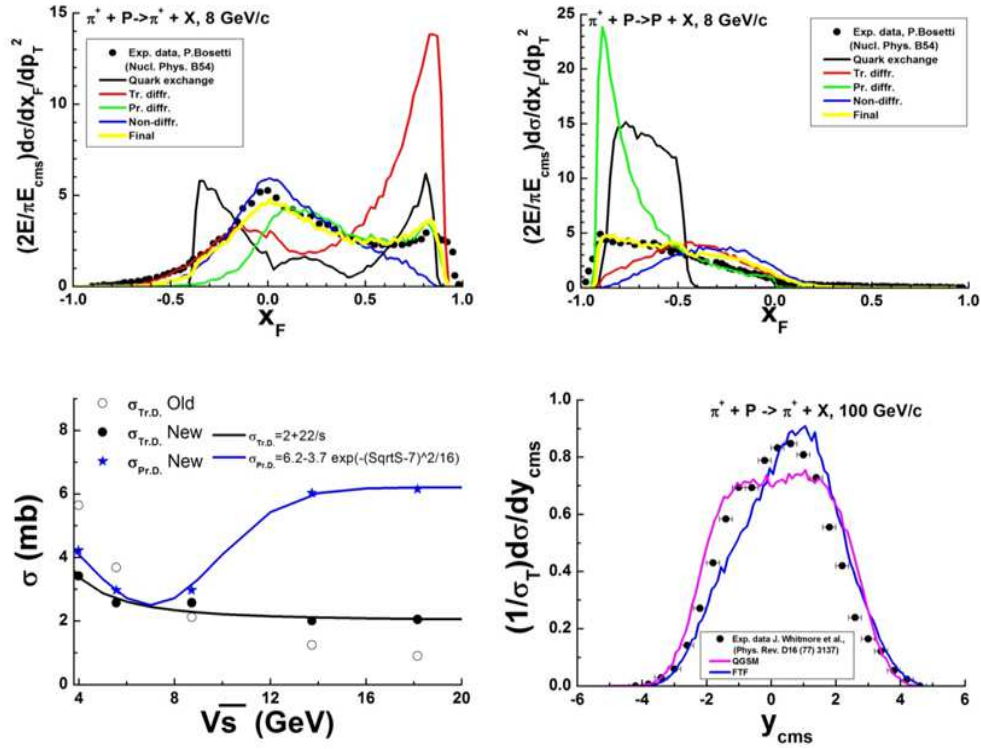 π⁺ + P->π⁺ + X, 8 GeV/c
Exp. data, P.Bosetti
(Nucl. Phys. B54)
Quark exchange
Tr. diffr.
Pr. diffr.
Non-diffr.
Final
(2E/πE_cms)dσ/dx_F/dp_T²
15
10
5
0
-1.0
-0.5
0.0
0.5
1.0
x_F
π⁺ + P->P + X, 8 GeV/c
Exp. data, P.Bosetti
(Nucl. Phys. B54)
Quark exchange
Tr. diffr.
Pr. diffr.
Non-diffr.
Final
(2E/πE_cms)dσ/dx_F/dp_T²
25
20
15
10
5
0
-1.0
-0.5
0.0
0.5
1.0
x_F
σ_Tr.D. Old
σ_Tr.D. New
σ_Pr.D. New
σ_Tr.D.=2+22/s
σ_Pr.D.=6.2-3.7 exp(-(SqrtS-7)^2/16)
σ (mb)
8
6
4
2
0
4
8
12
16
20
V͞s (GeV)
π⁺ + P -> π⁺ + X, 100 GeV/c
(1/σ_T)dσ/dy_cms
1.0
0.8
0.6
0.4
0.2
0.0
Exp. data J. Whitmore et al.,
(Phys. Rev. D16 (77) 3137)
QGSM
FTF
-6
-4
-2
0
2
4
6
y_cms